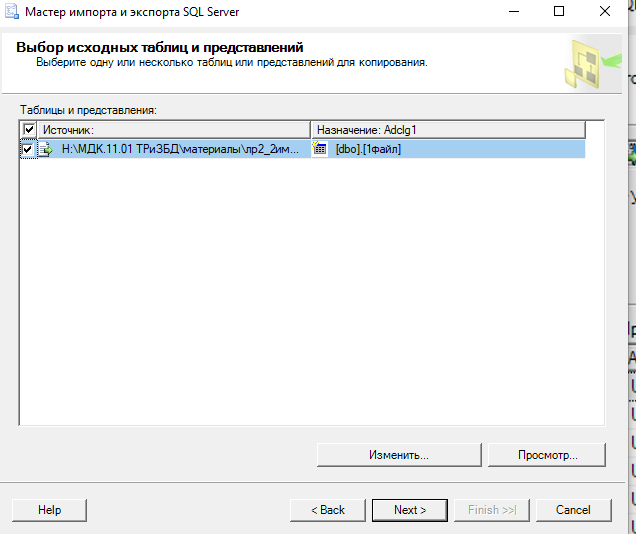 Мастер импорта и экспорта SQL Server
Выбор исходных таблиц и представлений
Выберите одну или несколько таблиц или представлений для копирования.
Таблицы и представления:
Источник: Назначение: Adclg1
H:\МДК.11.01 ТРиЗБД\материалы\лр2_2им... [dbo].[1файл]
Изменить... Просмотр...
Help < Back Next > Finish >>| Cancel